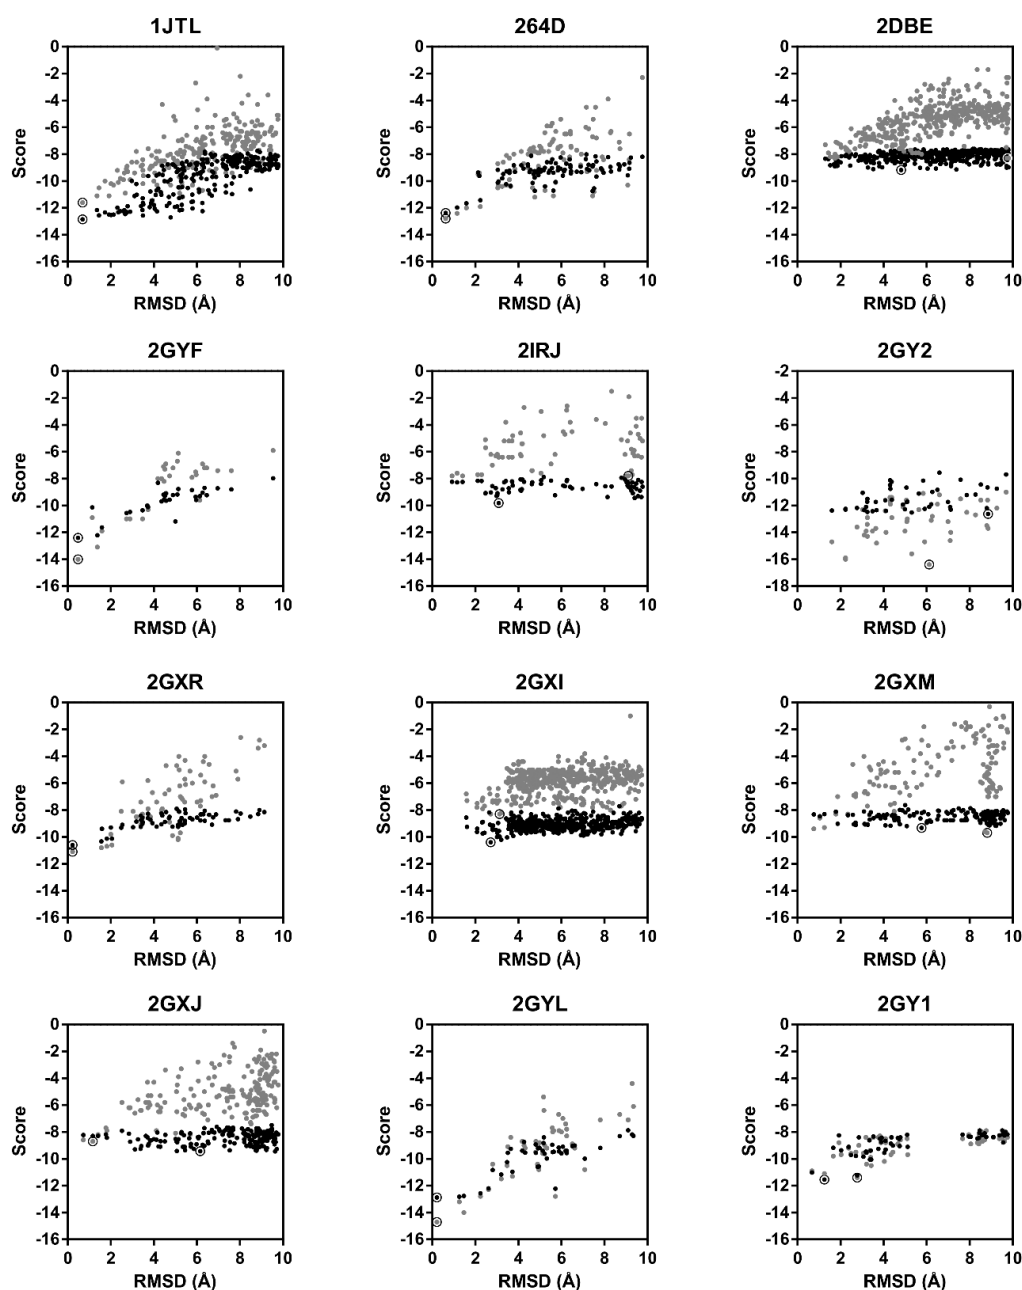 1JTL 264D 2DBE
0 0 0
-2 -2 -2
-4 -4 -4
-6 -6 -6
-8 -8 -8
-10 -10 -10
-12 -12 -12
-14 -14 -14
-16 -16 -16
Score Score Score
0 2 4 6 8 10 0 2 4 6 8 10 0 2 4 6 8 10
RMSD (Å) RMSD (Å) RMSD (Å)
2GYF 2IRJ 2GY2
0 0 -2
-2 -2 -4
-4 -4 -6
-6 -6 -8
-8 -8 -10
-10 -10 -12
-12 -12 -14
-14 -14 -16
-16 -16 -18
Score Score Score
0 2 4 6 8 10 0 2 4 6 8 10 0 2 4 6 8 10
RMSD (Å) RMSD (Å) RMSD (Å)
2GXR 2GXI 2GXM
0 0 0
-2 -2 -2
-4 -4 -4
-6 -6 -6
-8 -8 -8
-10 -10 -10
-12 -12 -12
-14 -14 -14
-16 -16 -16
Score Score Score
0 2 4 6 8 10 0 2 4 6 8 10 0 2 4 6 8 10
RMSD (Å) RMSD (Å) RMSD (Å)
2GXJ 2GYL 2GY1
0 0 0
-2 -2 -2
-4 -4 -4
-6 -6 -6
-8 -8 -8
-10 -10 -10
-12 -12 -12
-14 -14 -14
-16 -16 -16
Score Score Score
0 2 4 6 8 10 0 2 4 6 8 10 0 2 4 6 8 10
RMSD (Å) RMSD (Å) RMSD (Å)